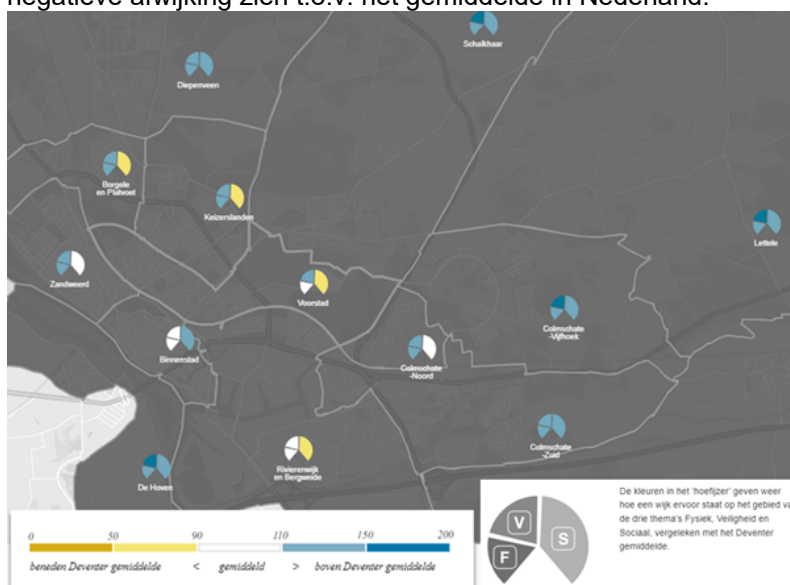 negatieve afwijking zien t.o.v. het gemiddelde in Nederland.
Schalkhaar
Diepenveen
Borgele
en Platvoet
Keizerslanden
Lettele
Zandweerd
Voorstad
Colmschate
-Vijfhoek
Binnenstad
Colmschate
-Noord
Colmschate
-Zuid
Rivierenwijk
en Bergweide
De Hoven
0 50 90 110 150 200
beneden Deventer gemiddelde < gemiddeld > boven Deventer gemiddelde
V
S
F
De kleuren in het 'hoefijzer' geven weer
hoe een wijk ervoor staat op het gebied va
de drie thema's Fysiek, Veiligheid en
Sociaal, vergeleken met het Deventer
gemiddelde.